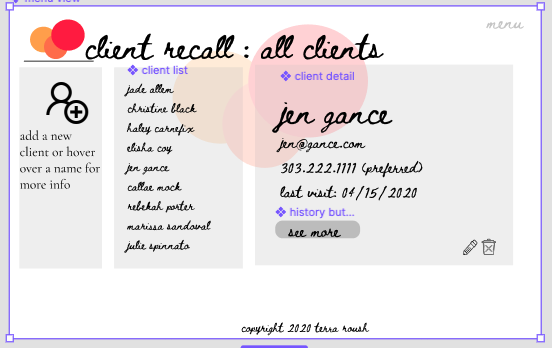 menu view
menu
client recall : all clients
client list
client detail
add a new
client or hover
over a name for
more info
jade allem
christine black
haley carnefix
elisha coy
jen gance
callae mock
rebekah porter
marissa sandoval
julie spinnato
jen gance
jen@gance.com
303.222.1111 (preferred)
last visit: 04/15/2020
history but...
see more
copyright 2020 terra roush